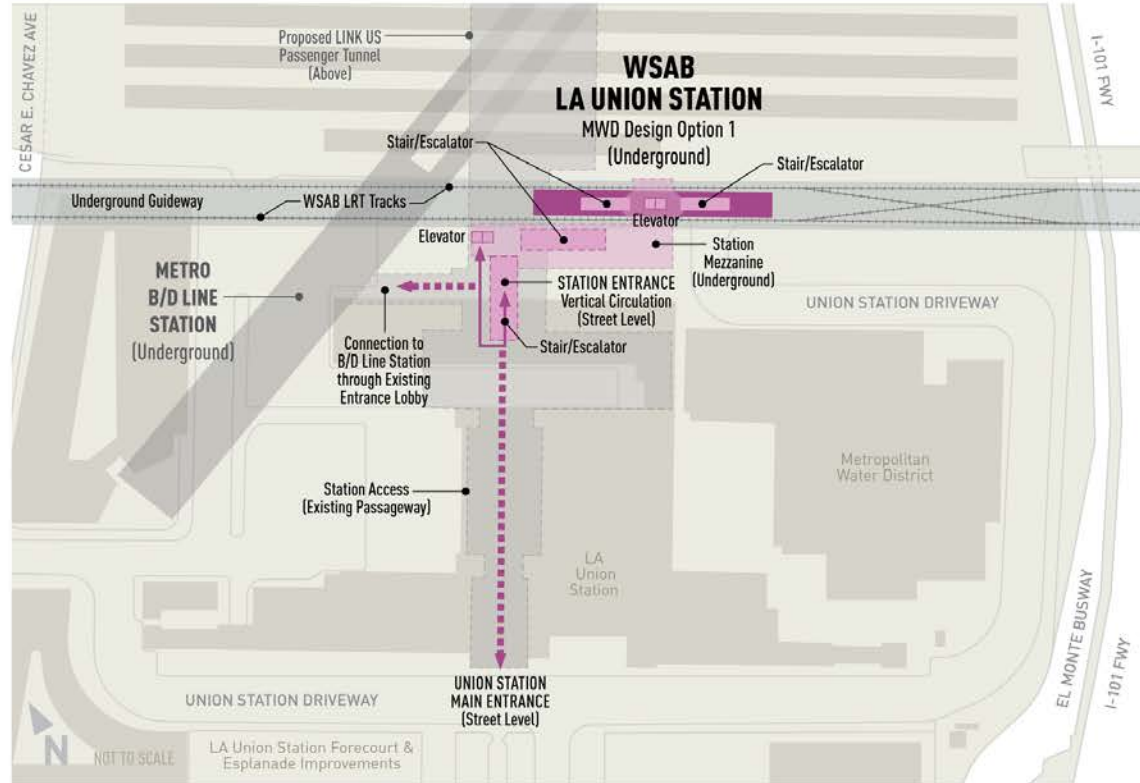 CESAR E. CHAVEZ AVE
Proposed LINK US
Passenger Tunnel
(Above)
WSAB
LA UNION STATION
MWD Design Option 1
(Underground)
I-101 FWY
Stair/Escalator
Stair/Escalator
Underground Guideway
WSAB LRT Tracks
Elevator
Elevator
Station
Mezzanine
(Underground)
METRO
B/D LINE
STATION
(Underground)
STATION ENTRANCE
Vertical Circulation
(Street Level)
UNION STATION DRIVEWAY
Connection to
B/D Line Station
through Existing
Entrance Lobby
Stair/Escalator
Metropolitan
Water District
Station Access
(Existing Passageway)
LA
Union
Station
EL MONTE BUSWAY
I-101 FWY
UNION STATION DRIVEWAY
UNION STATION
MAIN ENTRANCE
(Street Level)
N
NOT TO SCALE
LA Union Station Forecourt &
Esplanade Improvements